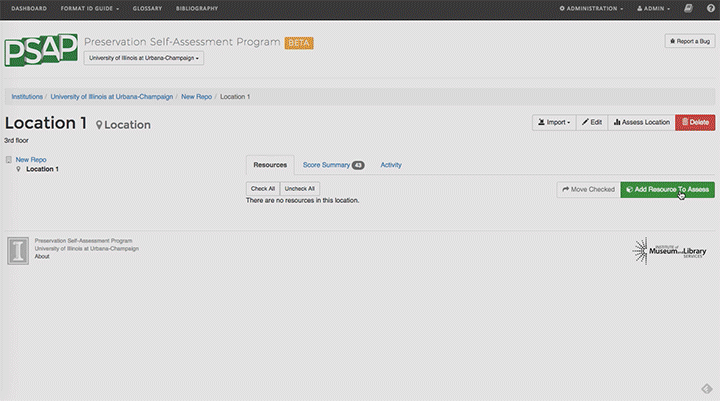 DASHBOARD FORMAT ID GUIDE GLOSSARY BIBLIOGRAPHY ADMINISTRATION ADMIN
PSAP
Preservation Self-Assessment Program BETA
Report a Bug
University of Illinois at Urbana-Champaign
Institutions / University of Illinois at Urbana-Champaign / New Repo / Location 1
Location 1 Location
Import Edit Assess Location Delete
3rd floor
New Repo
Location 1
Resources Score Summary 43 Activity
Check All Uncheck All Move Checked Add Resource To Assess
There are no resources in this location.
I
Preservation Self-Assessment Program
University of Illinois at Urbana-Champaign
About
INSTITUTE of
Museum and Library
SERVICES